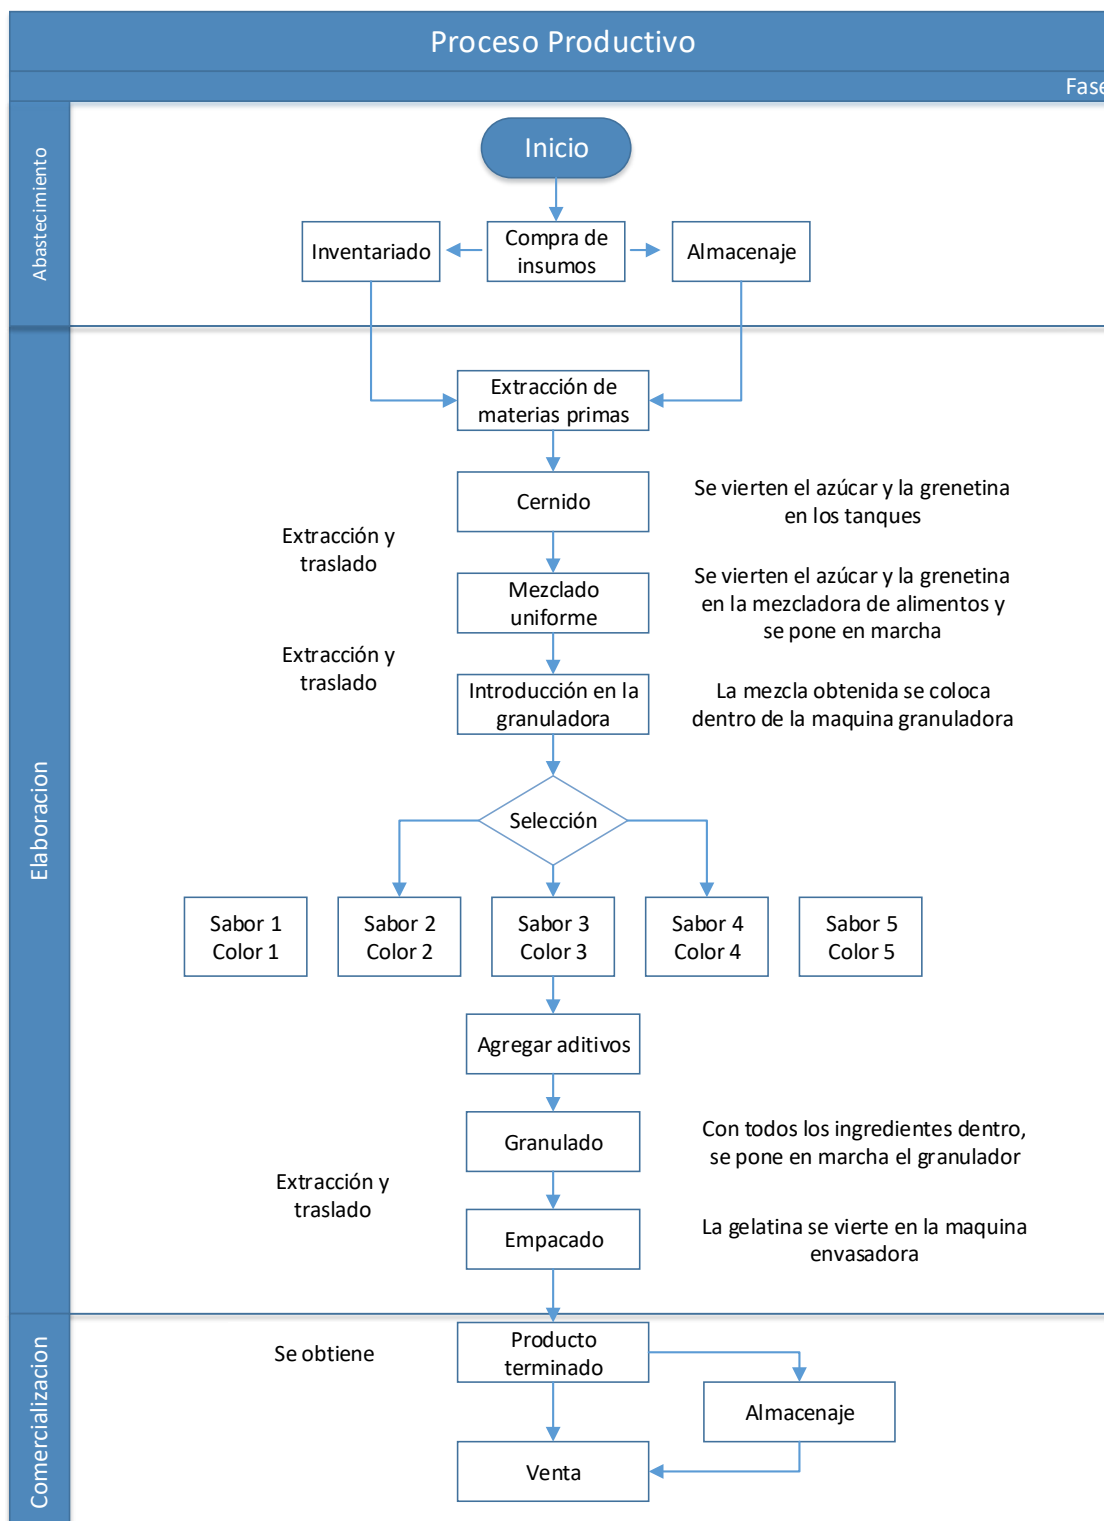 Proceso Productivo
Fase
Abastecimiento
Inicio
Inventariado
Compra de
insumos
Almacenaje
Elaboracion
Extracción de
materias primas
Cernido
Se vierten el azúcar y la grenetina
en los tanques
Extracción y
traslado
Mezclado
uniforme
Se vierten el azúcar y la grenetina
en la mezcladora de alimentos y
se pone en marcha
Extracción y
traslado
Introducción en la
granuladora
La mezcla obtenida se coloca
dentro de la maquina granuladora
Selección
Sabor 1
Color 1
Sabor 2
Color 2
Sabor 3
Color 3
Sabor 4
Color 4
Sabor 5
Color 5
Agregar aditivos
Granulado
Con todos los ingredientes dentro,
se pone en marcha el granulador
Extracción y
traslado
Empacado
La gelatina se vierte en la maquina
envasadora
Comercializacion
Se obtiene
Producto
terminado
Almacenaje
Venta